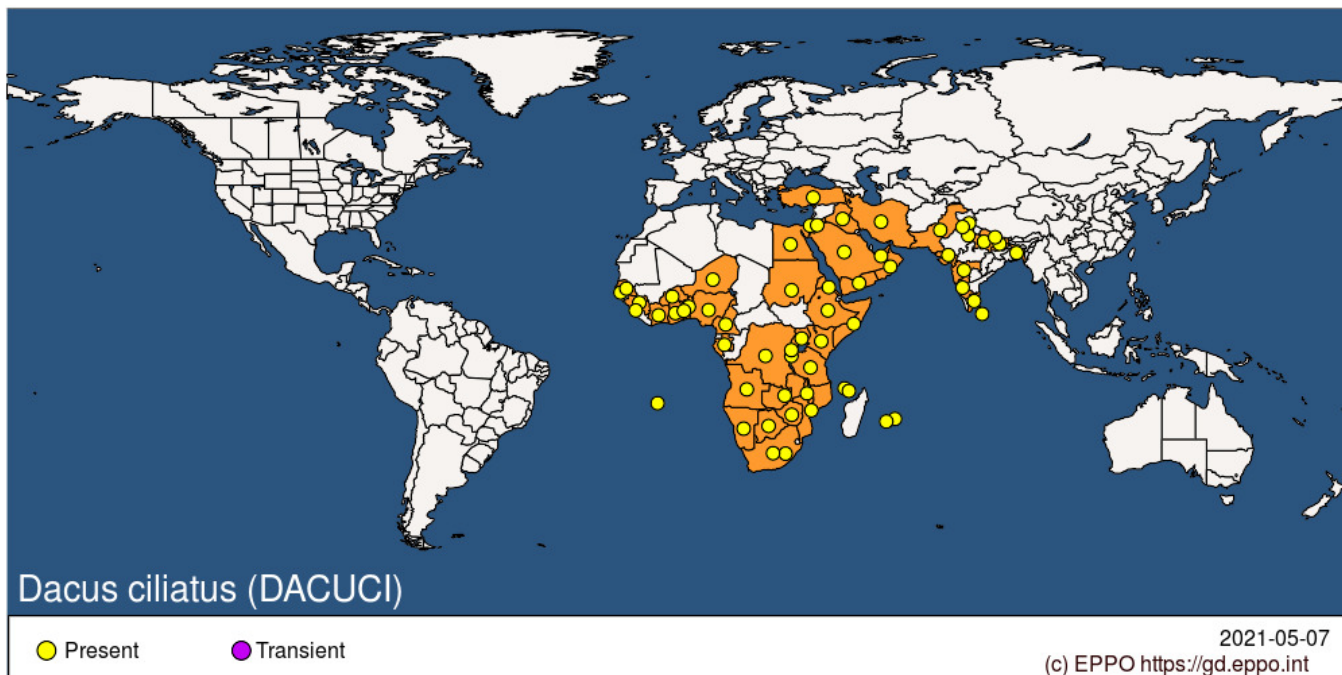 Dacus ciliatus (DACUCI)
Present
Transient
2021-05-07
(c) EPPO https://gd.eppo.int